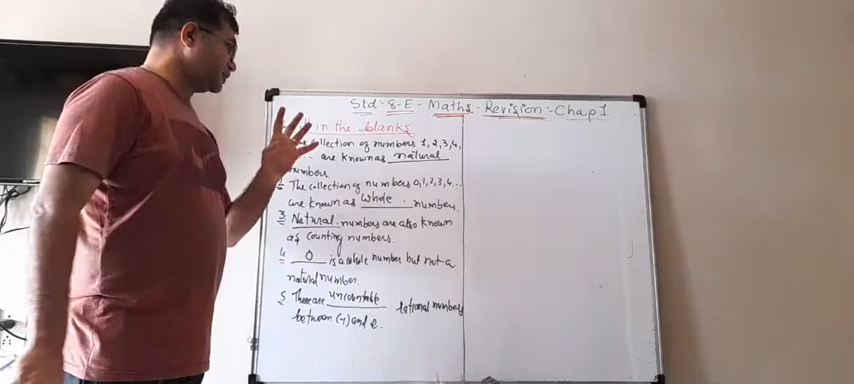 Std:- 8-E - Maths - Revision:- Chap 1
in the blanks
collection of numbers 1, 2, 3, 4,
... are known as natural
numbers
2 The collection of numbers 0, 1, 2, 3, 4...
are known as whole. numbers.
3 Natural numbers are also known
as counting numbers.
4 0 is a whole number but not a
natural number.
5 There are uncountable rational numbers
between (-1) and 2.